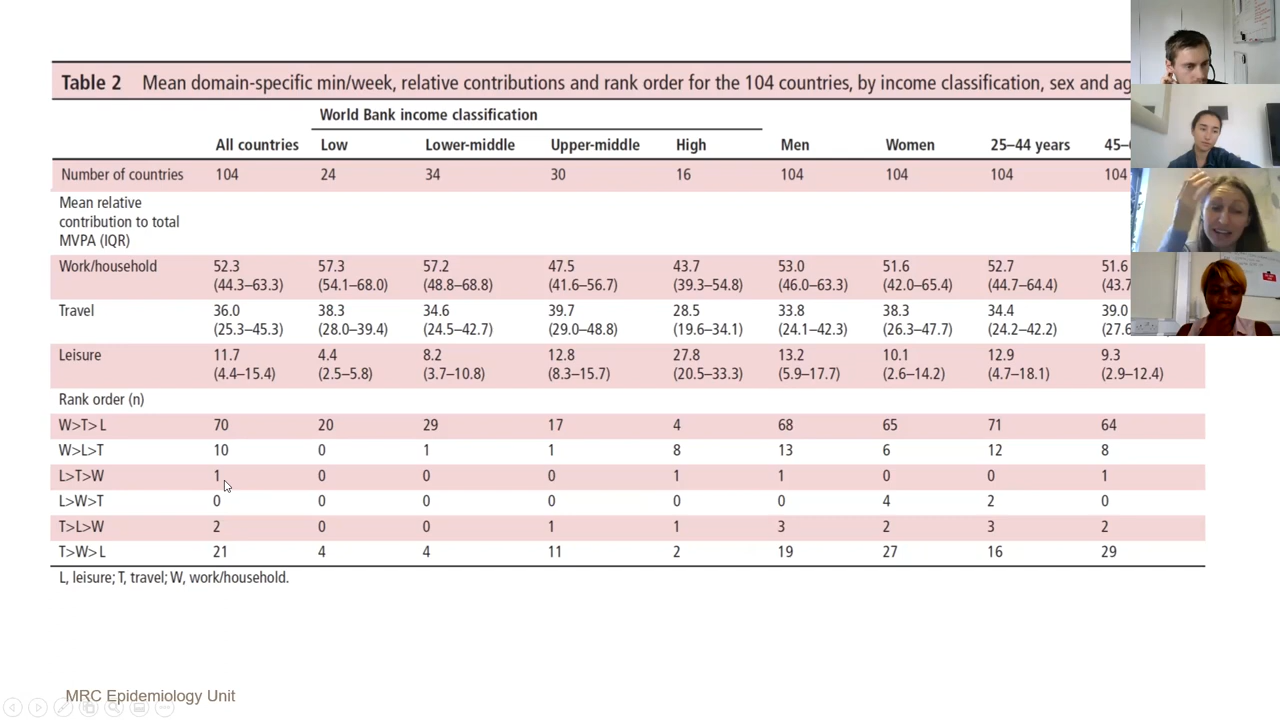 Table 2 Mean domain-specific min/week, relative contributions and rank order for the 104 countries, by income classification, sex and ag
World Bank income classification
All countries Low Lower-middle Upper-middle High Men Women 25–44 years 45–
Number of countries 104 24 34 30 16 104 104 104 104
Mean relative
contribution to total
MVPA (IQR)
Work/household 52.3 57.3 57.2 47.5 43.7 53.0 51.6 52.7 51.6
(44.3–63.3) (54.1–68.0) (48.8–68.8) (41.6–56.7) (39.3–54.8) (46.0–63.3) (42.0–65.4) (44.7–64.4) (43.7
Travel 36.0 38.3 34.6 39.7 28.5 33.8 38.3 34.4 39.0
(25.3–45.3) (28.0–39.4) (24.5–42.7) (29.0–48.8) (19.6–34.1) (24.1–42.3) (26.3–47.7) (24.2–42.2) (27.6
Leisure 11.7 4.4 8.2 12.8 27.8 13.2 10.1 12.9 9.3
(4.4–15.4) (2.5–5.8) (3.7–10.8) (8.3–15.7) (20.5–33.3) (5.9–17.7) (2.6–14.2) (4.7–18.1) (2.9–12.4)
Rank order (n)
W>T>L 70 20 29 17 4 68 65 71 64
W>L>T 10 0 1 1 8 13 6 12 8
L>T>W 1 0 0 0 1 1 0 0 1
L>W>T 0 0 0 0 0 0 4 2 0
T>L>W 2 0 0 1 1 3 2 3 2
T>W>L 21 4 4 11 2 19 27 16 29
L, leisure; T, travel; W, work/household.
MRC Epidemiology Unit